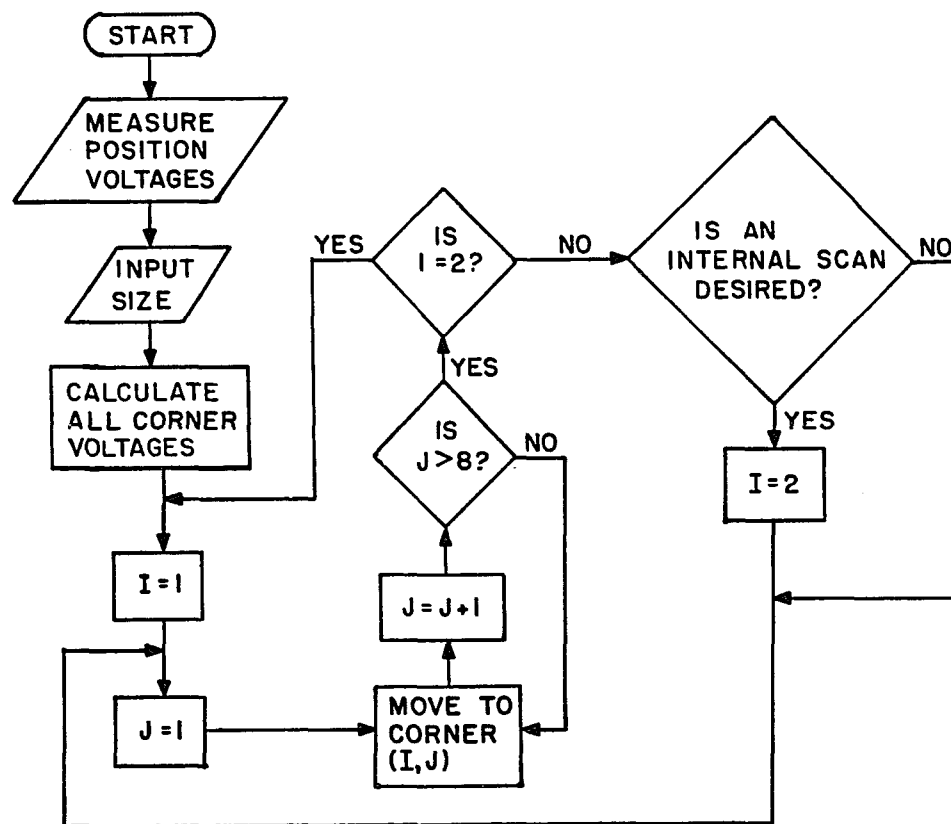 START
MEASURE
POSITION
VOLTAGES
INPUT
SIZE
CALCULATE
ALL CORNER
VOLTAGES
I=1
J=1
MOVE TO
CORNER
(I,J)
J=J+1
IS
J>8?
NO
YES
IS
I=2?
YES
NO
IS AN
INTERNAL SCAN
DESIRED?
NO
YES
I=2